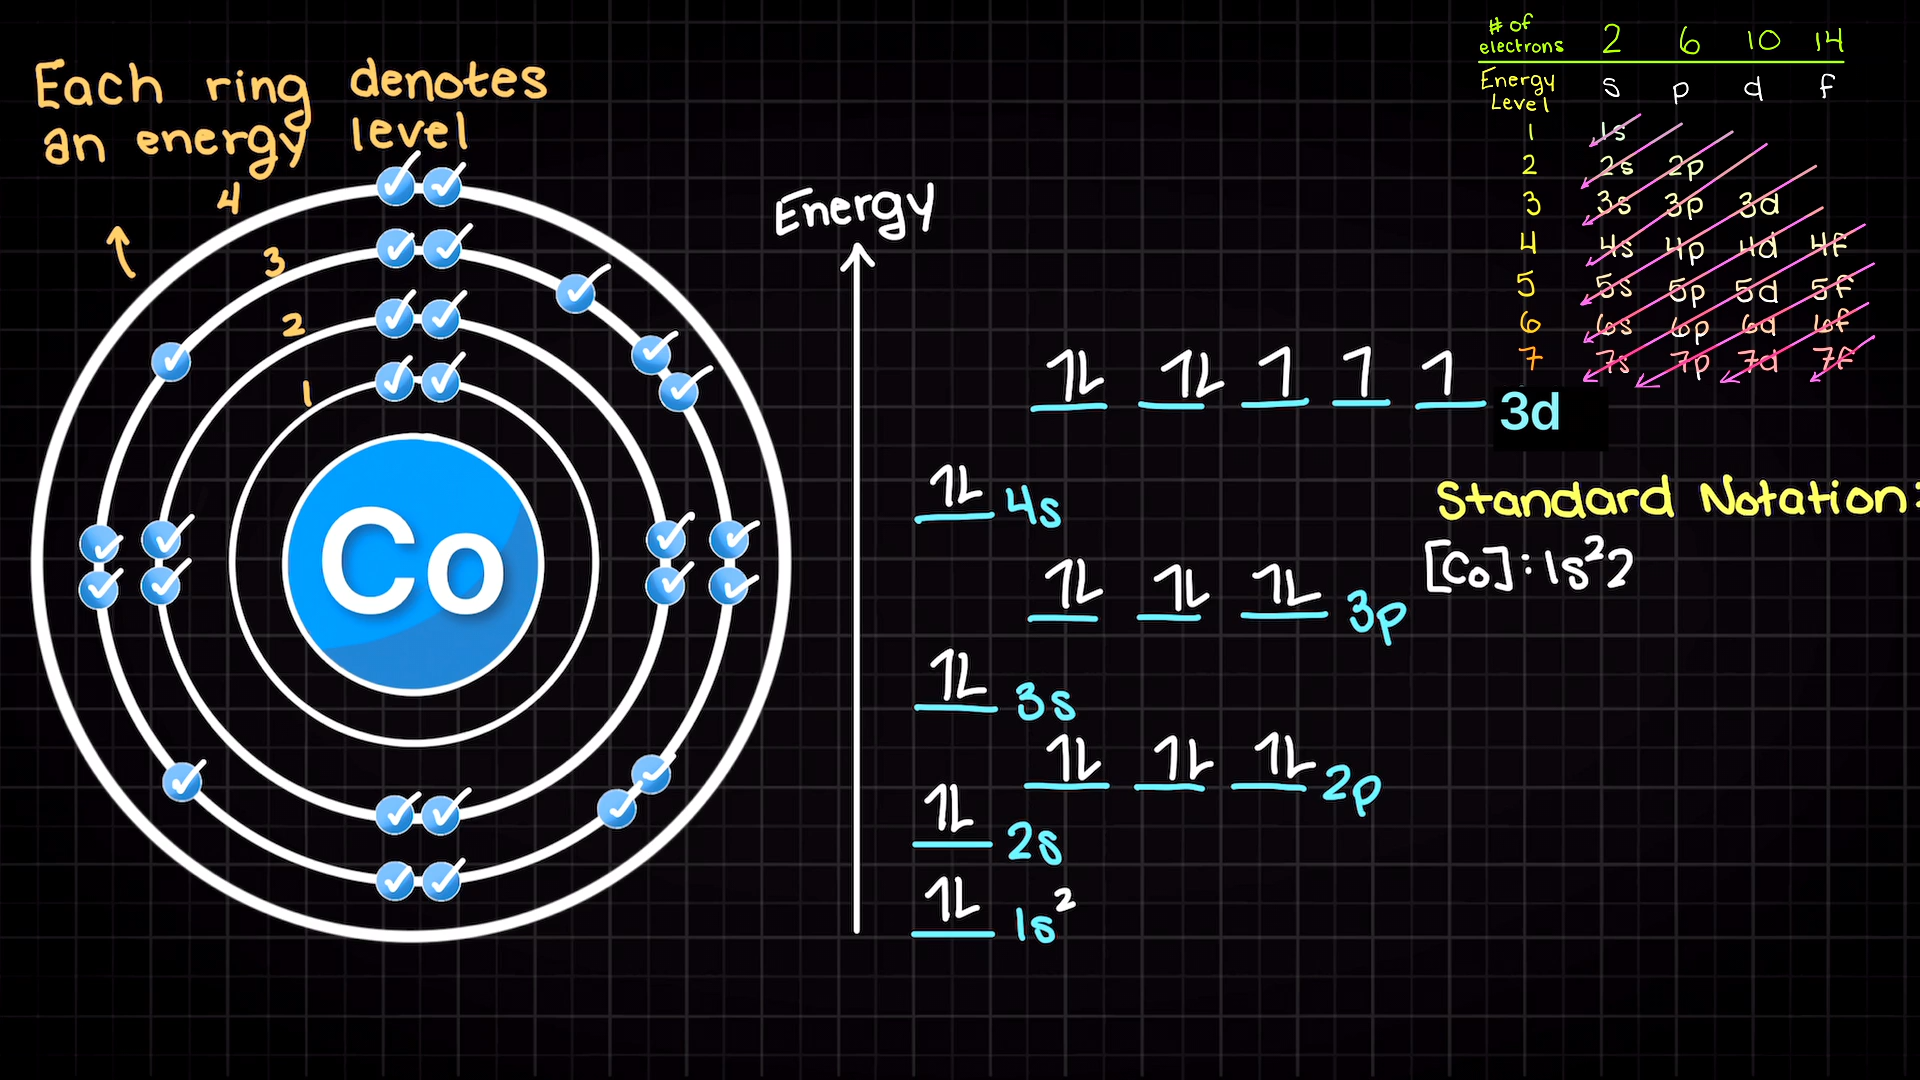 Each ring denotes
an energy level
4
3
2
1
Co
Energy
# of
electrons 2 6 10 14
Energy
Level s p d f
1 1s
2 2s 2p
3 3s 3p 3d
4 4s 4p 4d 4f
5 5s 5p 5d 5f
6 6s 6p 6d 6f
7 7s 7p 7d 7f
3d
4s
3p
3s
2p
2s
1s²
Standard Notation:
[Co]: 1s²2